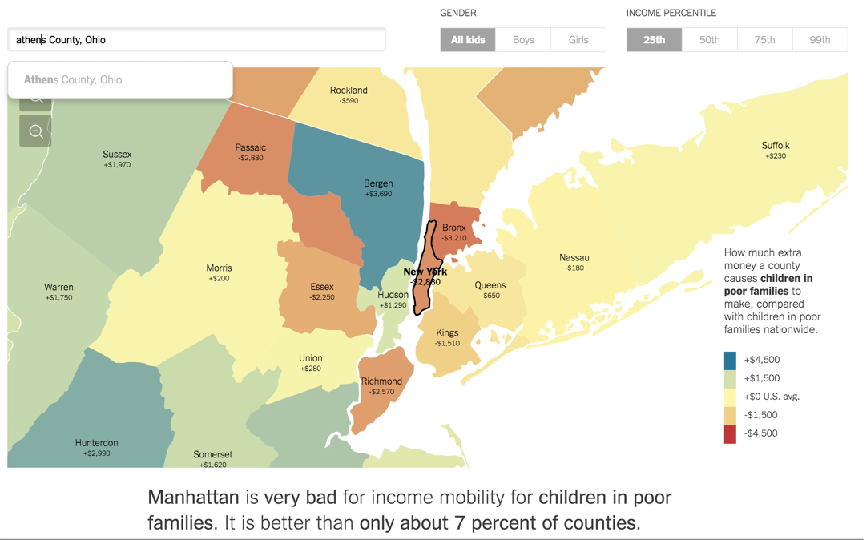 GENDER
INCOME PERCENTILE
athens County, Ohio
All kids
Boys
Girls
25th
50th
75th
99th
Athens County, Ohio
Rockland
-$590
Sussex
+$1,970
Passaic
-$2,880
Bergen
+$3,690
Suffolk
+$230
Bronx
-$3,210
Morris
+$200
New York
-$2,880
Nassau
-$180
Warren
+$1,750
Essex
-$2,250
Hudson
+$1,290
Queens
$650
Kings
-$1,510
Union
+$280
Richmond
-$2,570
Hunterdon
+$2,990
Somerset
+$1,620
How much extra
money a county
causes children in
poor families to
make, compared
with children in poor
families nationwide.
+$4,500
+$1,500
+$0 U.S. avg.
-$1,500
-$4,500
Manhattan is very bad for income mobility for children in poor
families. It is better than only about 7 percent of counties.